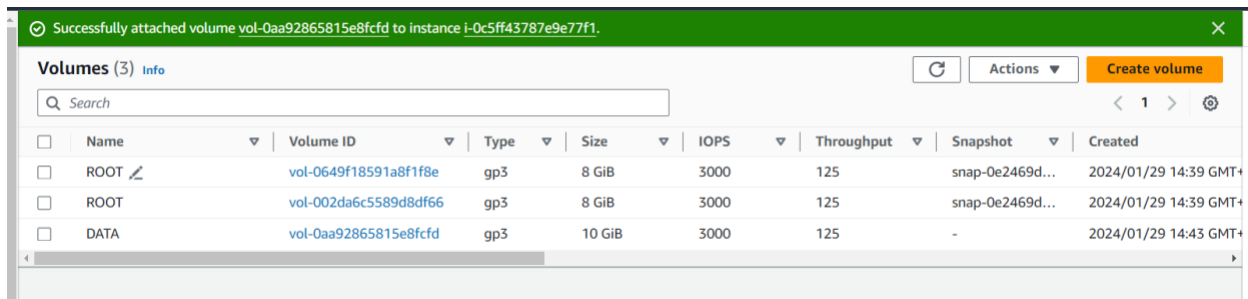 Successfully attached volume vol-0aa92865815e8fcfd to instance i-0c5ff43787e9e77f1.
Volumes (3) Info Actions Create volume
Search 1
Name Volume ID Type Size IOPS Throughput Snapshot Created
ROOT vol-0649f18591a8f1f8e gp3 8 GiB 3000 125 snap-0e2469d... 2024/01/29 14:39 GMT+
ROOT vol-002da6c5589d8df66 gp3 8 GiB 3000 125 snap-0e2469d... 2024/01/29 14:39 GMT+
DATA vol-0aa92865815e8fcfd gp3 10 GiB 3000 125 - 2024/01/29 14:43 GMT+